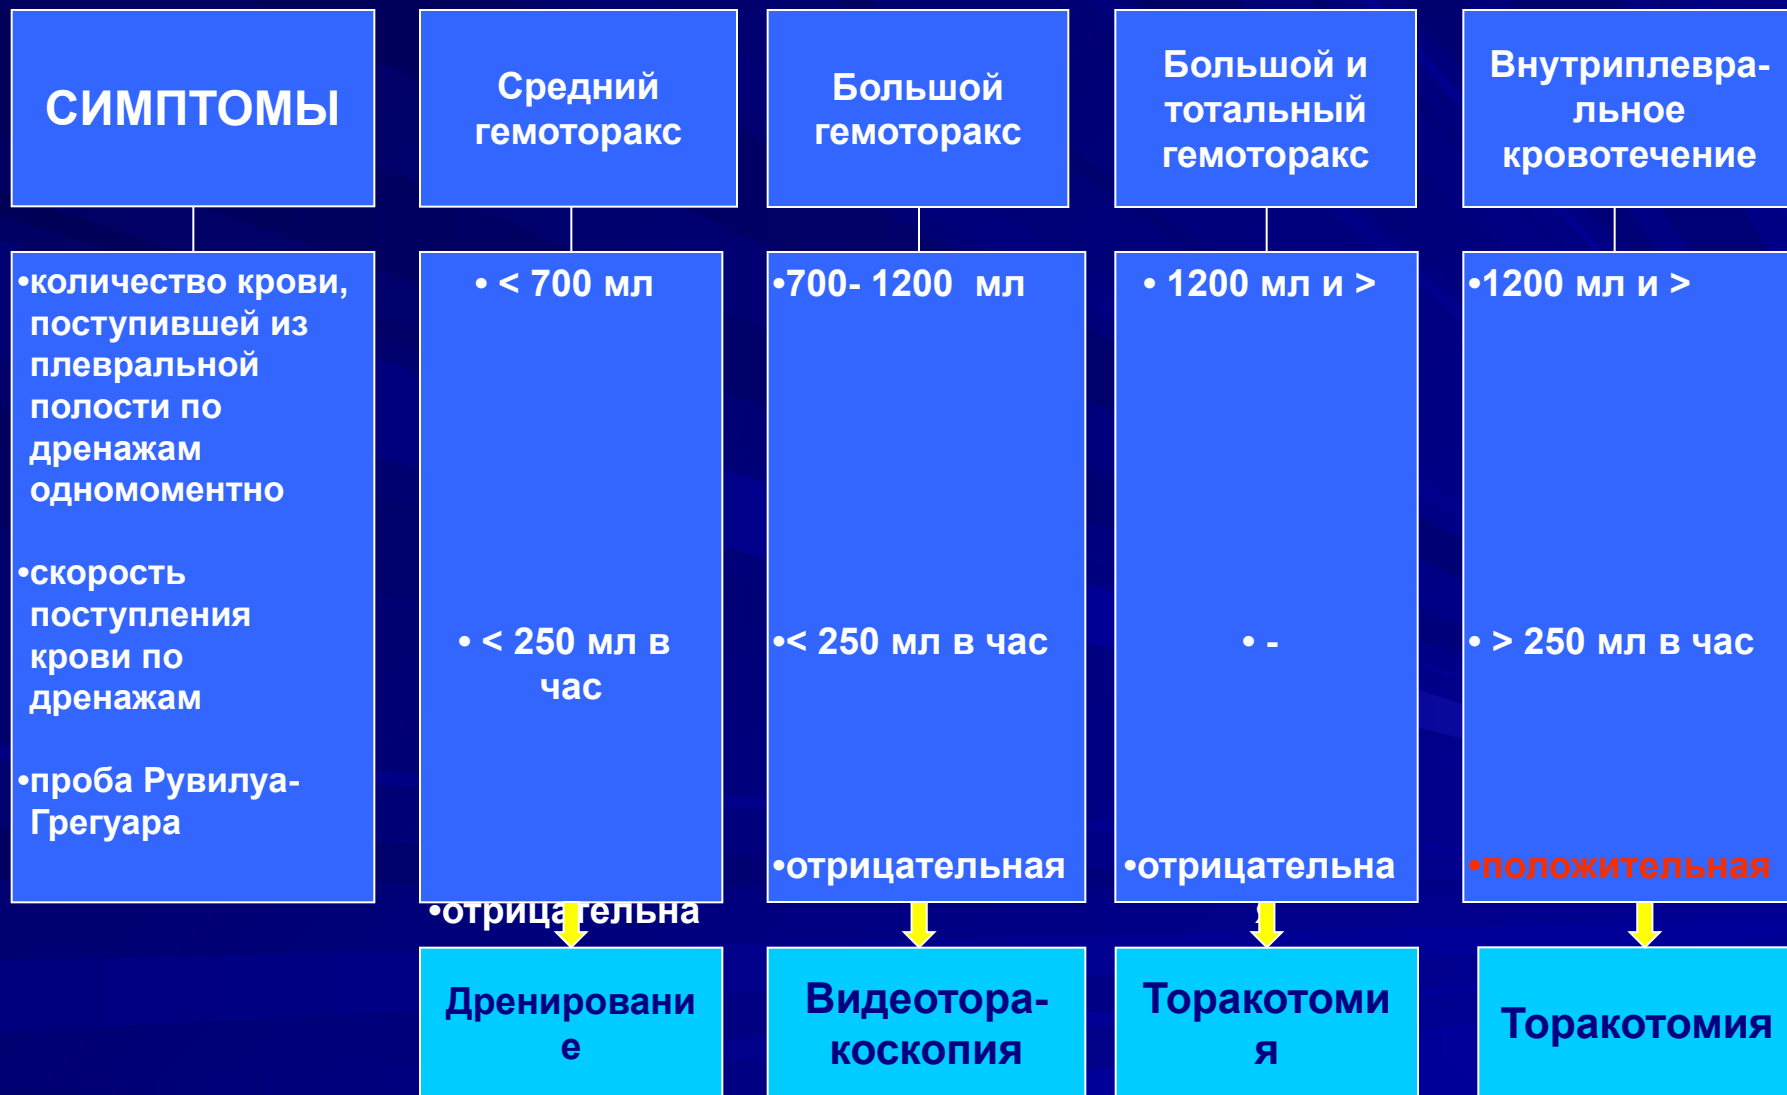 СИМПТОМЫ
Средний
гемоторакс
Большой
гемоторакс
Большой и
тотальный
гемоторакс
Внутриплевра-
льное
кровотечение
•количество крови,
поступившей из
плевральной
полости по
дренажам
одномоментно
•скорость
поступления
крови по
дренажам
•проба Рувилуа-
Грегуара
• < 700 мл
• < 250 мл в
час
•отрицательна
•700- 1200 мл
•< 250 мл в час
•отрицательная
• 1200 мл и >
• -
•отрицательна
•1200 мл и >
• > 250 мл в час
•положительная
Дренировани
е
Видеотора-
коскопия
Торакотоми
я
Торакотомия